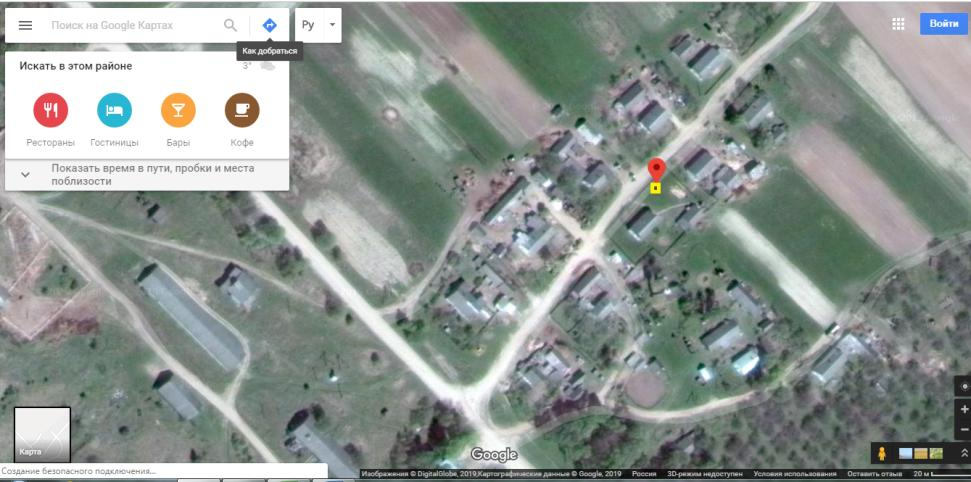 Поиск на Google Картах
Ру
Войти
Как добраться
Искать в этом районе
3°
Рестораны Гостиницы Бары Кофе
Показать время в пути, пробки и места
поблизости
Карта
Google
Создание безопасного подключения...
Изображения © DigitalGlobe, 2019,Картографические данные © Google, 2019 Россия 3D-режим недоступен Условия использования Оставить отзыв 20 м